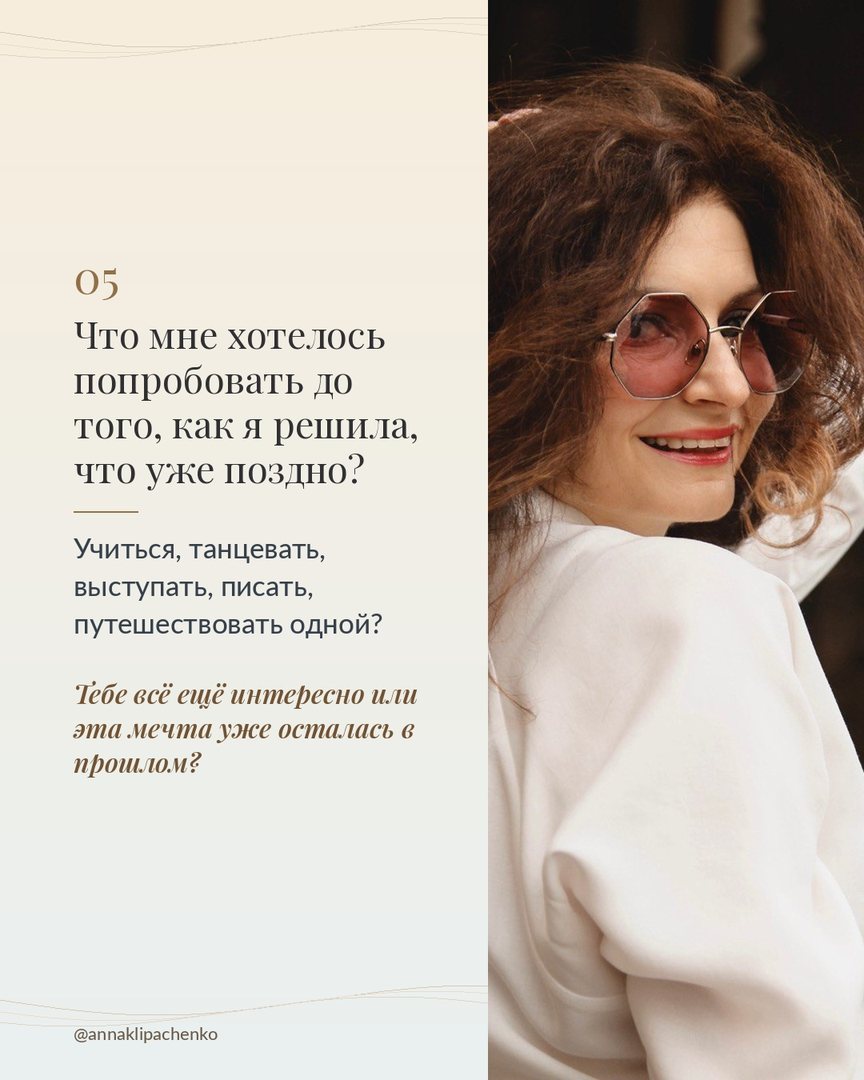 05
Что мне хотелось
попробовать до
того, как я решила,
что уже поздно?
Учиться, танцевать,
выступать, писать,
путешествовать одной?
Тебе всё ещё интересно или
эта мечта уже осталась в
прошлом?
@annaklipachenko